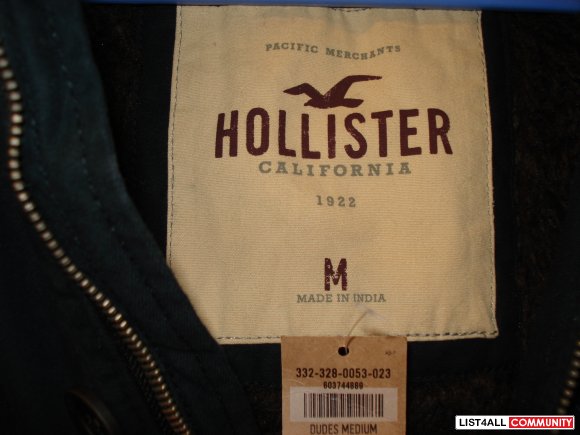 PACIFIC MERCHANTS
HOLLISTER
CALIFORNIA
1922
M
MADE IN INDIA
332-328-0053-023
603744889
DUDES MEDIUM
LIST4ALL COMMUNITY